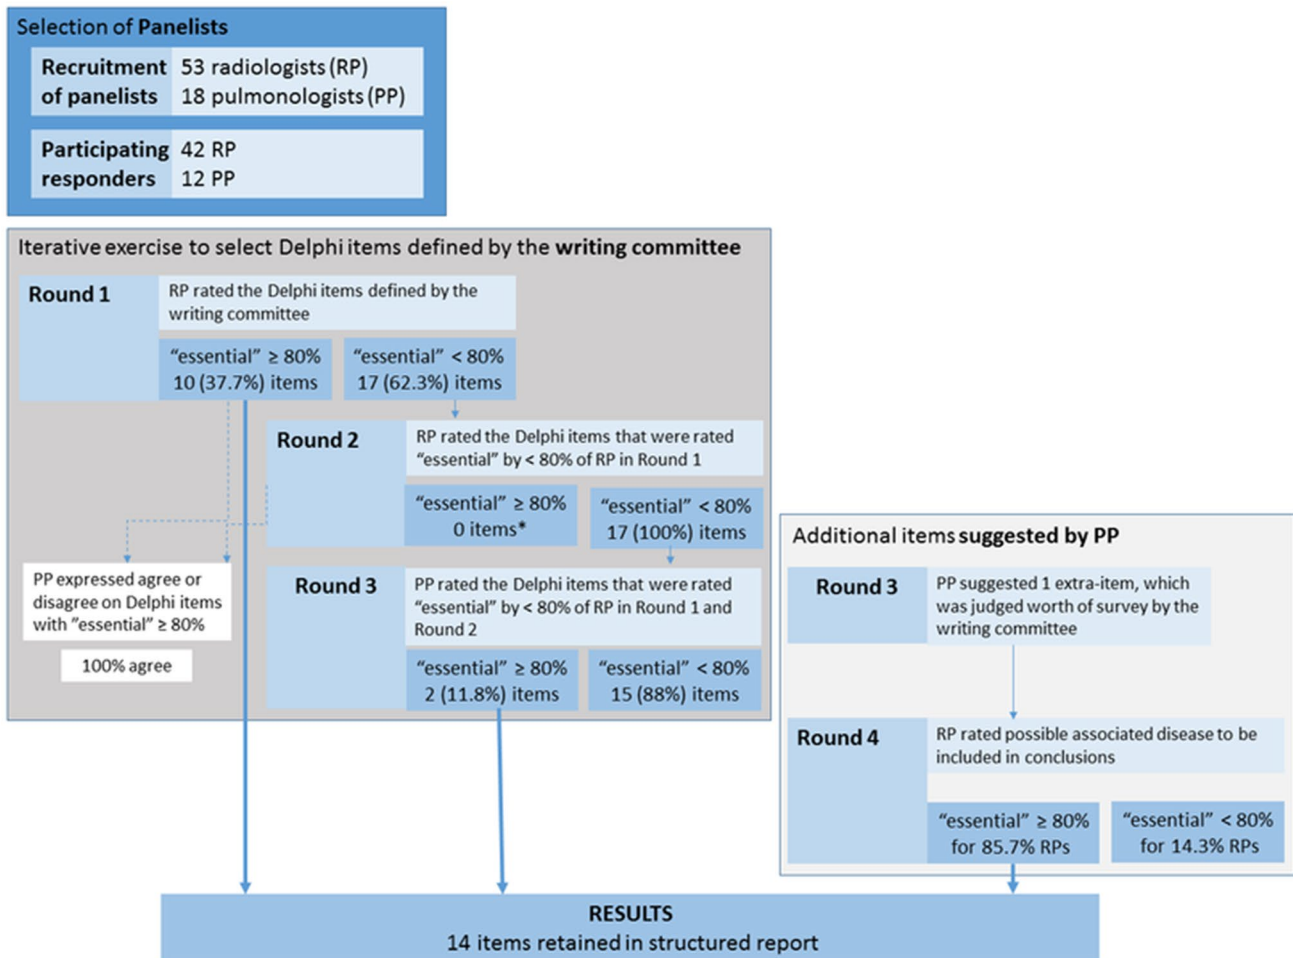 Selection of Panelists
Recruitment of panelists
53 radiologists (RP)
18 pulmonologists (PP)
Participating responders
42 RP
12 PP
Iterative exercise to select Delphi items defined by the writing committee
Round 1
RP rated the Delphi items defined by the
writing committee
“essential” ≥ 80%
10 (37.7%) items
“essential” < 80%
17 (62.3%) items
Round 2
RP rated the Delphi items that were rated
“essential” by < 80% of RP in Round 1
“essential” ≥ 80%
0 items*
“essential” < 80%
17 (100%) items
PP expressed agree or
disagree on Delphi items
with ”essential” ≥ 80%
100% agree
Round 3
PP rated the Delphi items that were rated
“essential” by < 80% of RP in Round 1 and
Round 2
“essential” ≥ 80%
2 (11.8%) items
“essential” < 80%
15 (88%) items
Additional items suggested by PP
Round 3
PP suggested 1 extra-item, which
was judged worth of survey by the
writing committee
Round 4
RP rated possible associated disease to be
included in conclusions
“essential” ≥ 80%
for 85.7% RPs
“essential” < 80%
for 14.3% RPs
RESULTS
14 items retained in structured report